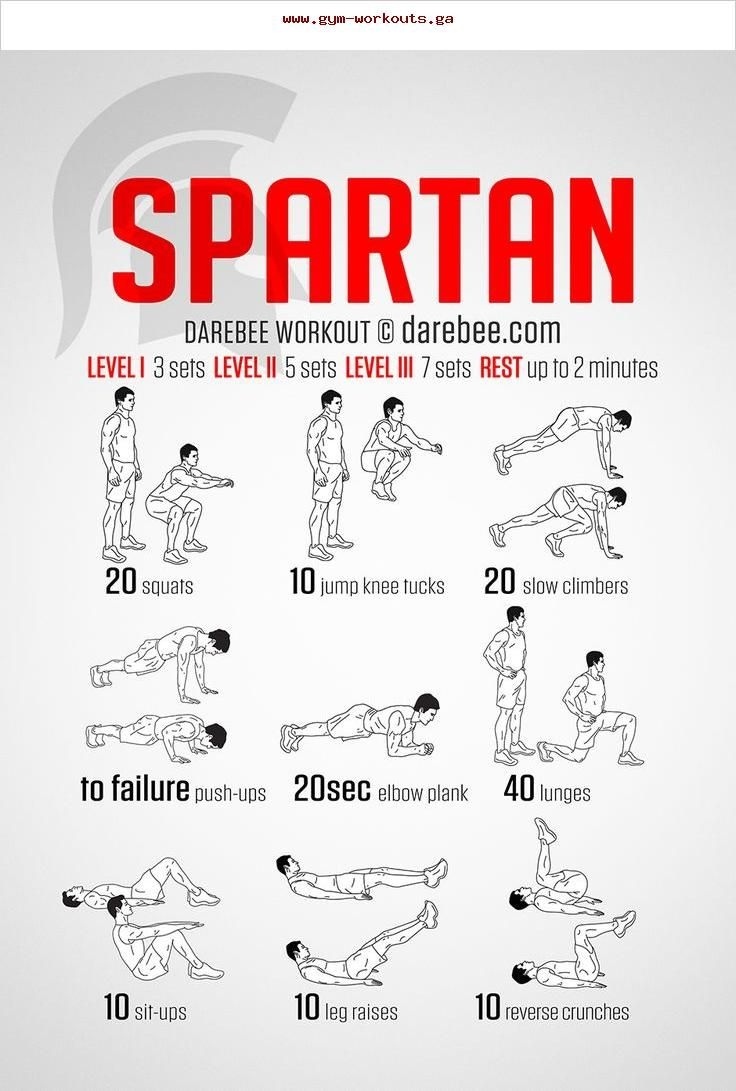 www.gym-workouts.ga
SPARTAN
DAREBEE WORKOUT © darebee.com
LEVEL I 3 sets LEVEL II 5 sets LEVEL III 7 sets REST up to 2 minutes
20 squats
10 jump knee tucks
20 slow climbers
to failure push-ups
20sec elbow plank
40 lunges
10 sit-ups
10 leg raises
10 reverse crunches